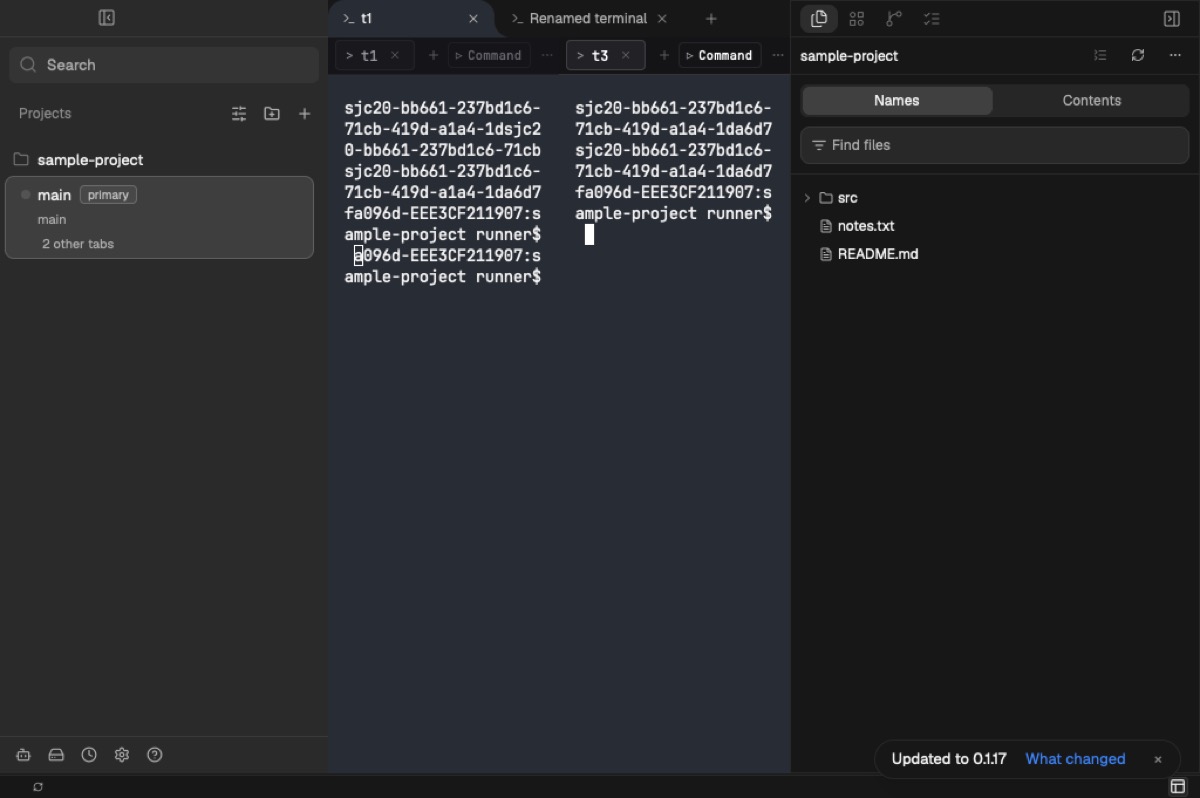 t1
Renamed terminal
Search
Projects
sample-project
main primary
main
2 other tabs
> t1
Command
> t3
Command
sjc20-bb661-237bd1c6-
71cb-419d-a1a4-1dsjc2
0-bb661-237bd1c6-71cb
sjc20-bb661-237bd1c6-
71cb-419d-a1a4-1da6d7
fa096d-EEE3CF211907:s
ample-project runner$
a096d-EEE3CF211907:s
ample-project runner$
sjc20-bb661-237bd1c6-
71cb-419d-a1a4-1da6d7
sjc20-bb661-237bd1c6-
71cb-419d-a1a4-1da6d7
fa096d-EEE3CF211907:s
ample-project runner$
sample-project
Names
Contents
Find files
src
notes.txt
README.md
Updated to 0.1.17 What changed